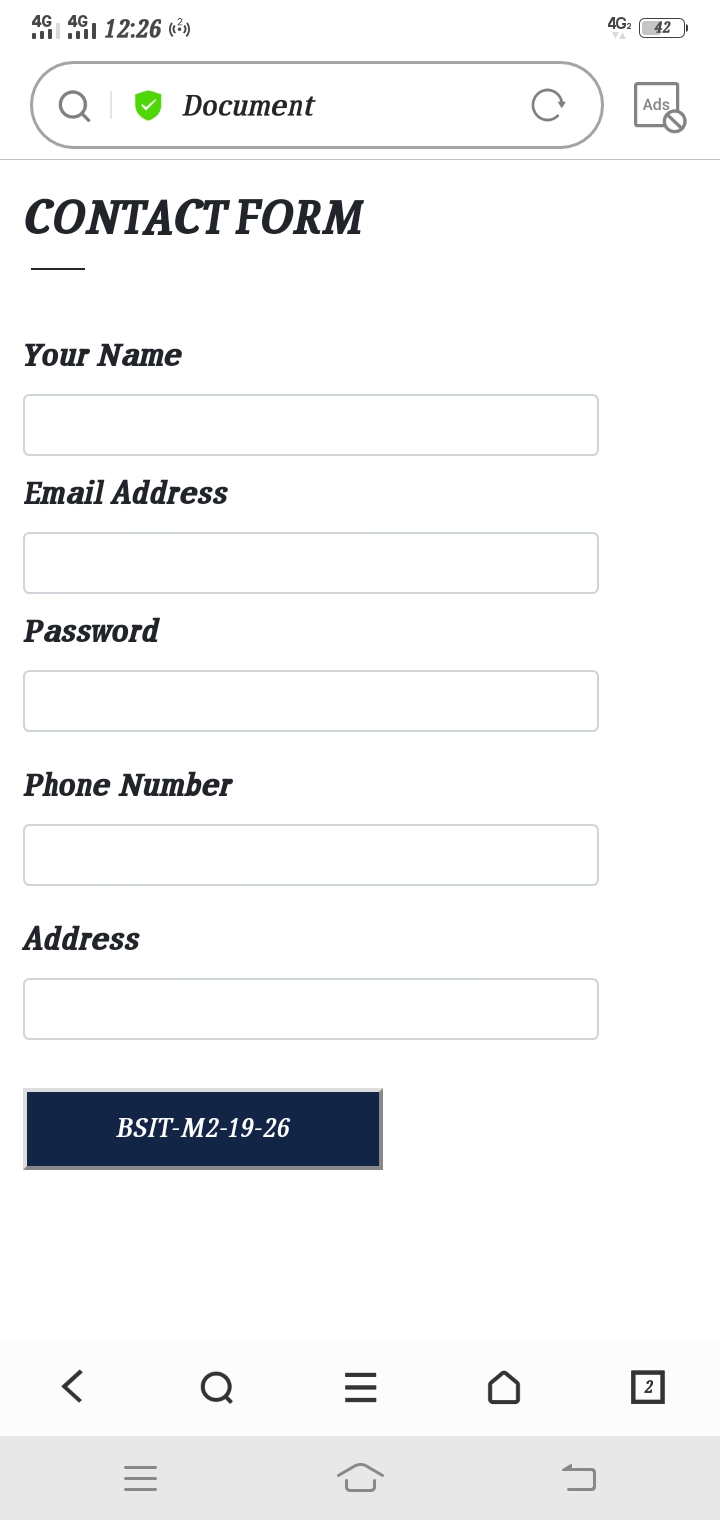 4G 4G 12:26 2 4G2 42
Document Ads
CONTACT FORM
Your Name
Email Address
Password
Phone Number
Address
BSIT-M2-19-26
2